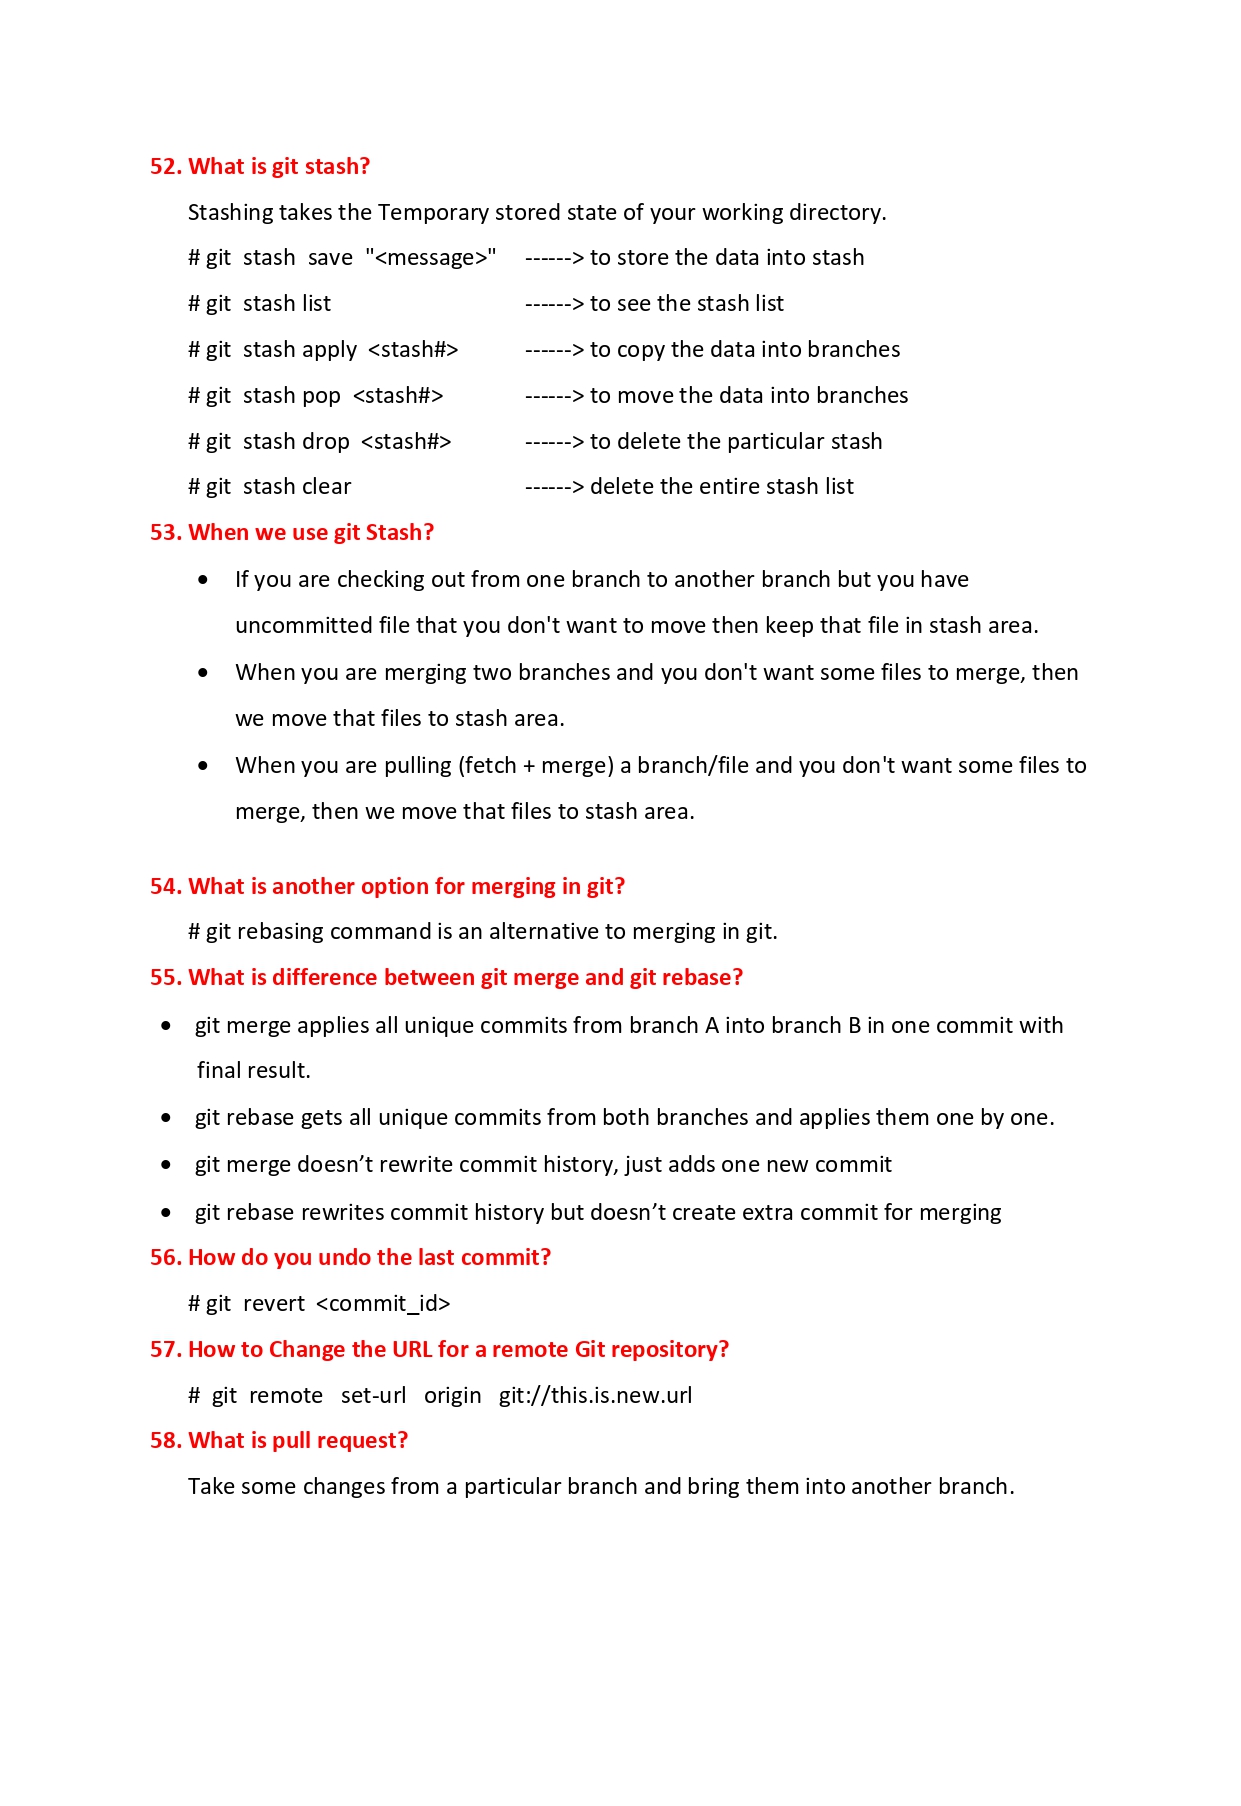 52. What is git stash?
Stashing takes the Temporary stored state of your working directory.
# git stash save "<message>" ------> to store the data into stash
# git stash list ------> to see the stash list
# git stash apply <stash#> ------> to copy the data into branches
# git stash pop <stash#> ------> to move the data into branches
# git stash drop <stash#> ------> to delete the particular stash
# git stash clear ------> delete the entire stash list
53. When we use git Stash?
• If you are checking out from one branch to another branch but you have
uncommitted file that you don't want to move then keep that file in stash area.
• When you are merging two branches and you don't want some files to merge, then
we move that files to stash area.
• When you are pulling (fetch + merge) a branch/file and you don't want some files to
merge, then we move that files to stash area.
54. What is another option for merging in git?
# git rebasing command is an alternative to merging in git.
55. What is difference between git merge and git rebase?
• git merge applies all unique commits from branch A into branch B in one commit with
final result.
• git rebase gets all unique commits from both branches and applies them one by one.
• git merge doesn’t rewrite commit history, just adds one new commit
• git rebase rewrites commit history but doesn’t create extra commit for merging
56. How do you undo the last commit?
# git revert <commit_id>
57. How to Change the URL for a remote Git repository?
# git remote set-url origin git://this.is.new.url
58. What is pull request?
Take some changes from a particular branch and bring them into another branch.